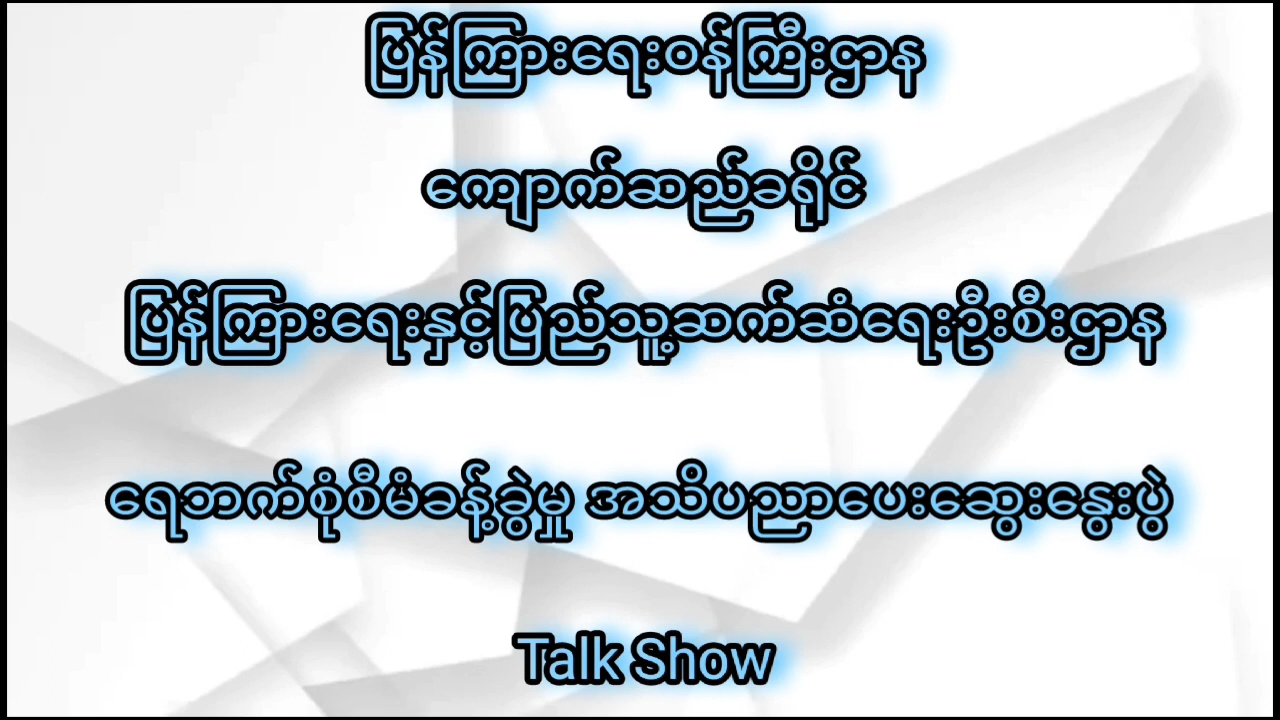 ပြန်ကြားရေးဝန်ကြီးဌာန
ကျောက်ဆည်ခရိုင်
ပြန်ကြားရေးနှင့်ပြည်သူ့ဆက်ဆံရေးဦးစီးဌာန
ရေဘက်စုံစီမံခန့်ခွဲမှု အသိပညာပေးဆွေးနွေးပွဲ
Talk Show